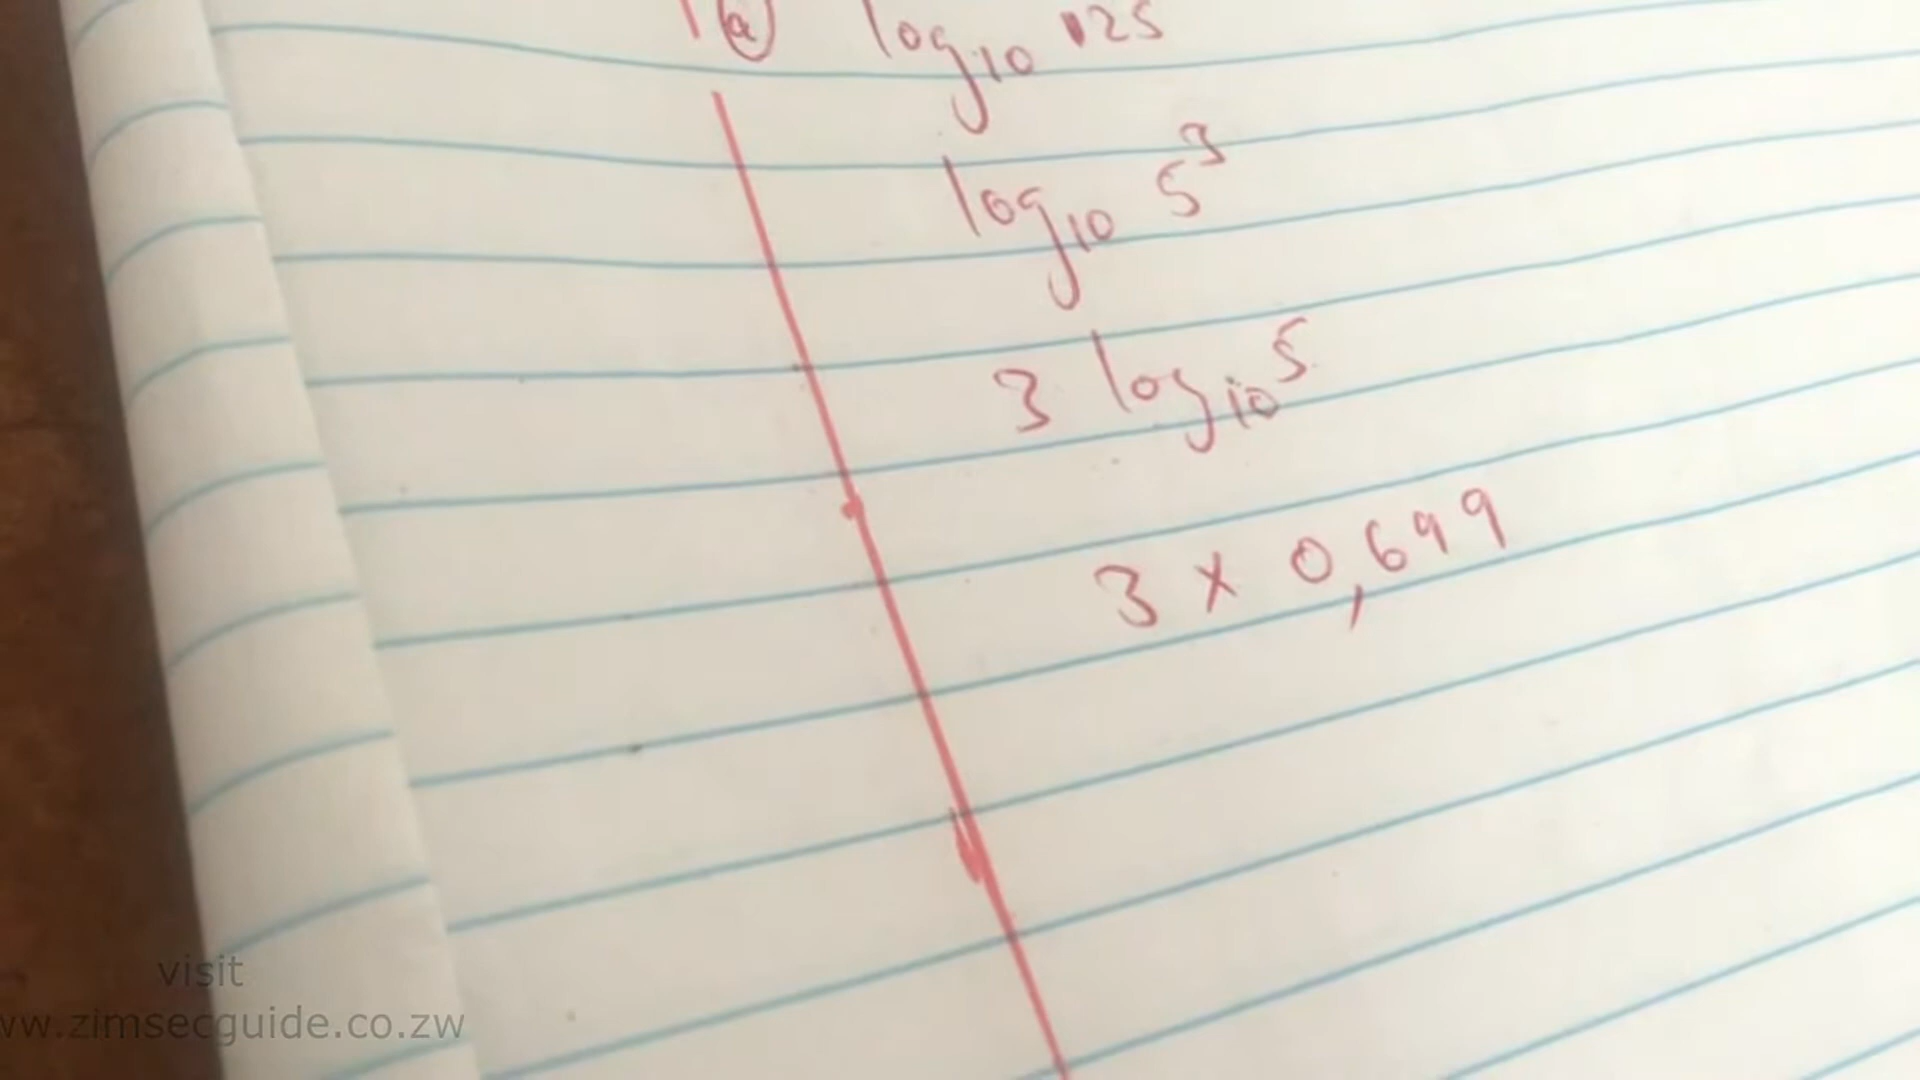 1 (a) log₁₀ 125
log₁₀ 5³
3 log₁₀ 5
3 × 0,699
visit
ww.zimsecguide.co.zw